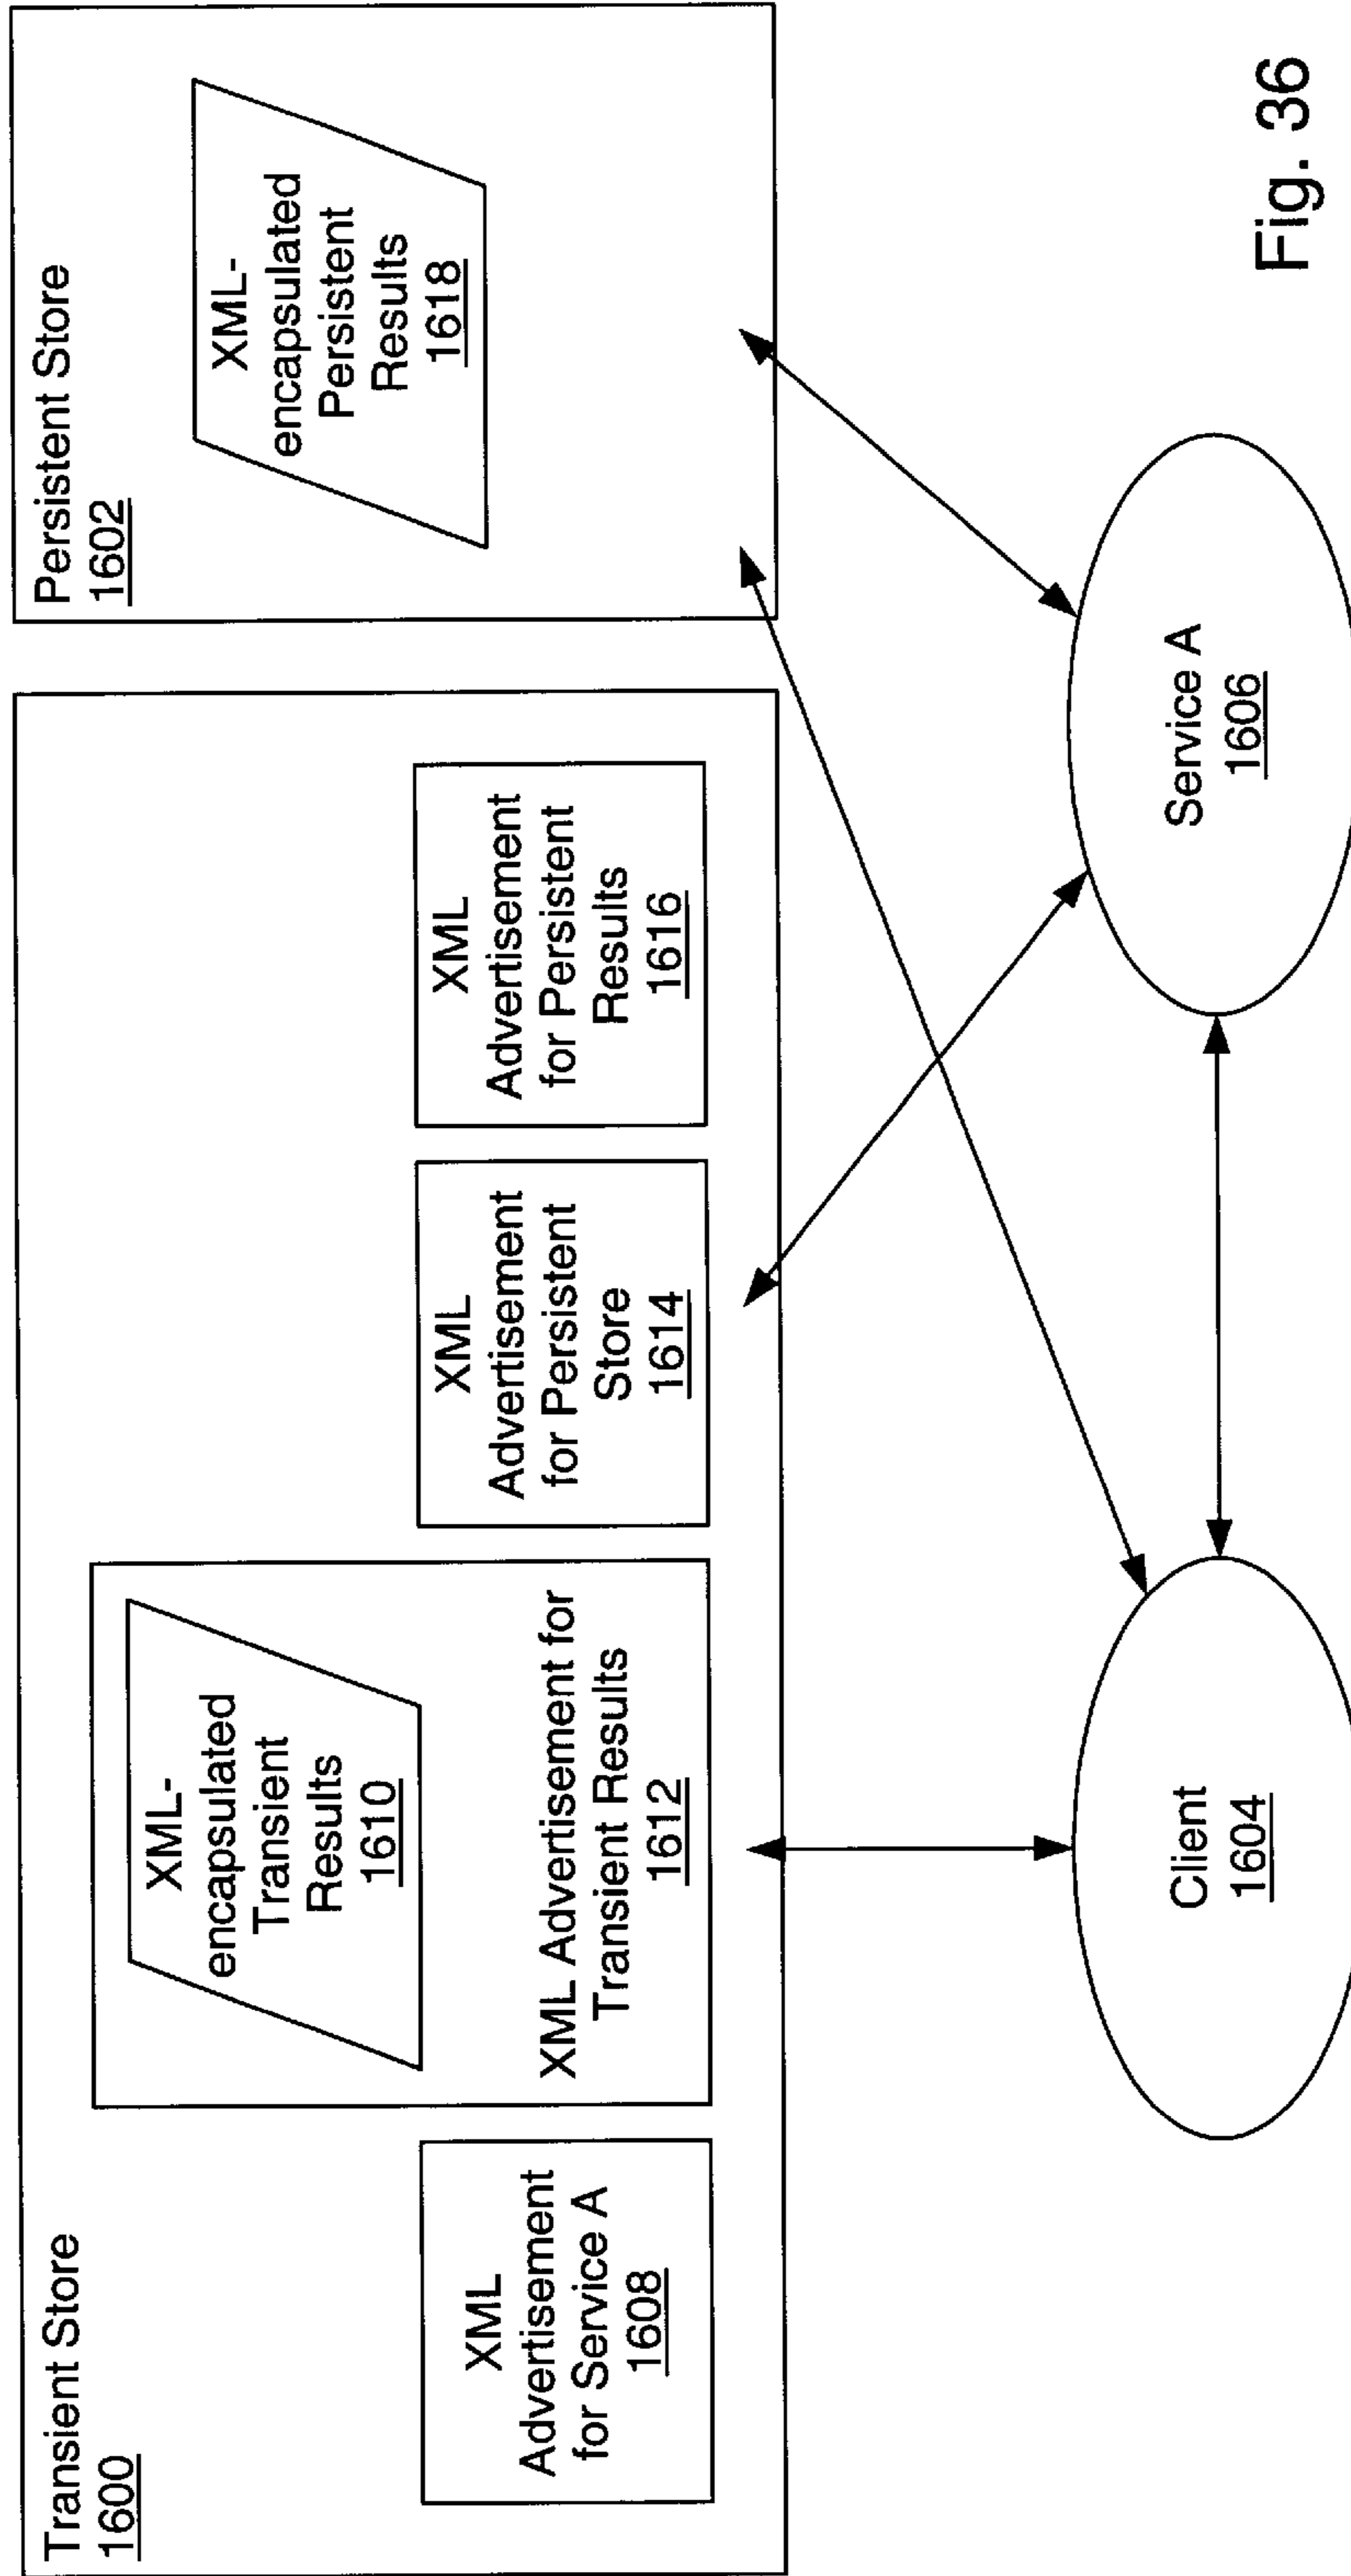 Transient Store
1600
XML
Advertisement
for Service A
1608
XML-
encapsulated
Transient
Results
1610
XML Advertisement for
Transient Results
1612
XML
Advertisement
for Persistent
Store
1614
XML
Advertisement
for Persistent
Results
1616
Persistent Store
1602
XML-
encapsulated
Persistent
Results
1618
Client
1604
Service A
1606
Fig. 36